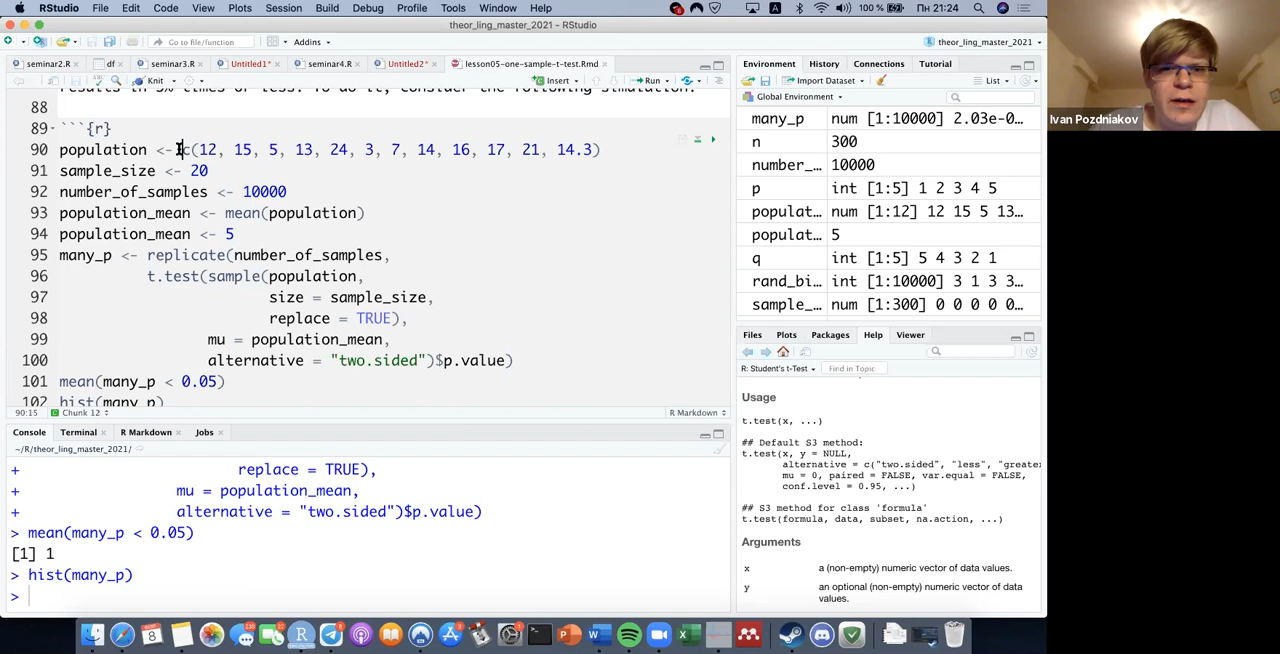 RStudio File Edit Code View Plots Session Build Debug Profile Tools Window Help 100 % Пн 21:24
theor_ling_master_2021 - RStudio
Go to file/function Addins theor_ling_master_2021
seminar2.R df seminar3.R Untitled1* seminar4.R Untitled2* lesson05-one-sample-t-test.Rmd
Knit Insert Run
88
89 ```{r}
90 population <- c(12, 15, 5, 13, 24, 3, 7, 14, 16, 17, 21, 14.3)
91 sample_size <- 20
92 number_of_samples <- 10000
93 population_mean <- mean(population)
94 population_mean <- 5
95 many_p <- replicate(number_of_samples,
96 t.test(sample(population,
97 size = sample_size,
98 replace = TRUE),
99 mu = population_mean,
100 alternative = "two.sided")$p.value)
101 mean(many_p < 0.05)
102 hist(many_p)
90:15 Chunk 12 R Markdown
Console Terminal R Markdown Jobs
~/R/theor_ling_master_2021/
+ replace = TRUE),
+ mu = population_mean,
+ alternative = "two.sided")$p.value)
> mean(many_p < 0.05)
[1] 1
> hist(many_p)
>
Environment History Connections Tutorial
Import Dataset List
Global Environment
many_p num [1:10000] 2.03e-0…
n 300
number_… 10000
p int [1:5] 1 2 3 4 5
populat… num [1:12] 12 15 5 13…
populat… 5
q int [1:5] 5 4 3 2 1
rand_bi… int [1:10000] 3 1 3 3…
sample_… num [1:300] 0 0 0 0 0…
Files Plots Packages Help Viewer
R: Student's t-Test Find in Topic
Usage
t.test(x, ...)
## Default S3 method:
t.test(x, y = NULL,
alternative = c("two.sided", "less", "greate
mu = 0, paired = FALSE, var.equal = FALSE,
conf.level = 0.95, ...)
## S3 method for class 'formula'
t.test(formula, data, subset, na.action, ...)
Arguments
x a (non-empty) numeric vector of data values.
y an optional (non-empty) numeric vector of data
values.
Ivan Pozdniakov